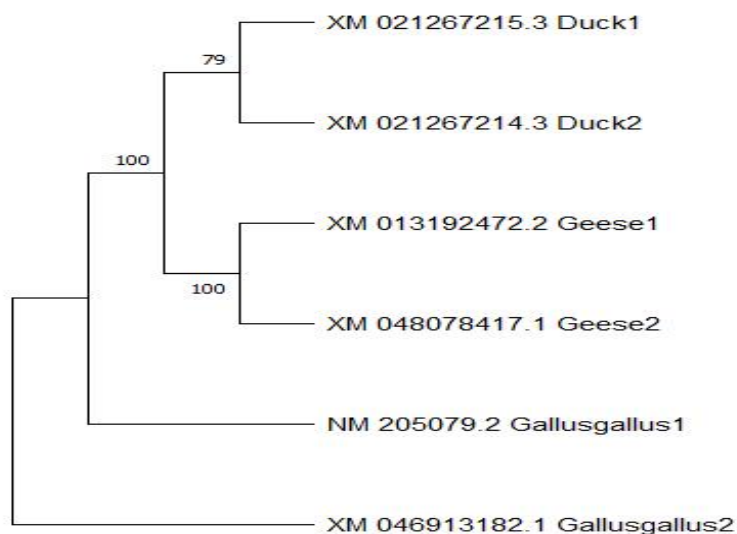 XM 021267215.3 Duck1
79
XM 021267214.3 Duck2
100
XM 013192472.2 Geese1
100
XM 048078417.1 Geese2
NM 205079.2 Gallusgallus1
XM 046913182.1 Gallusgallus2